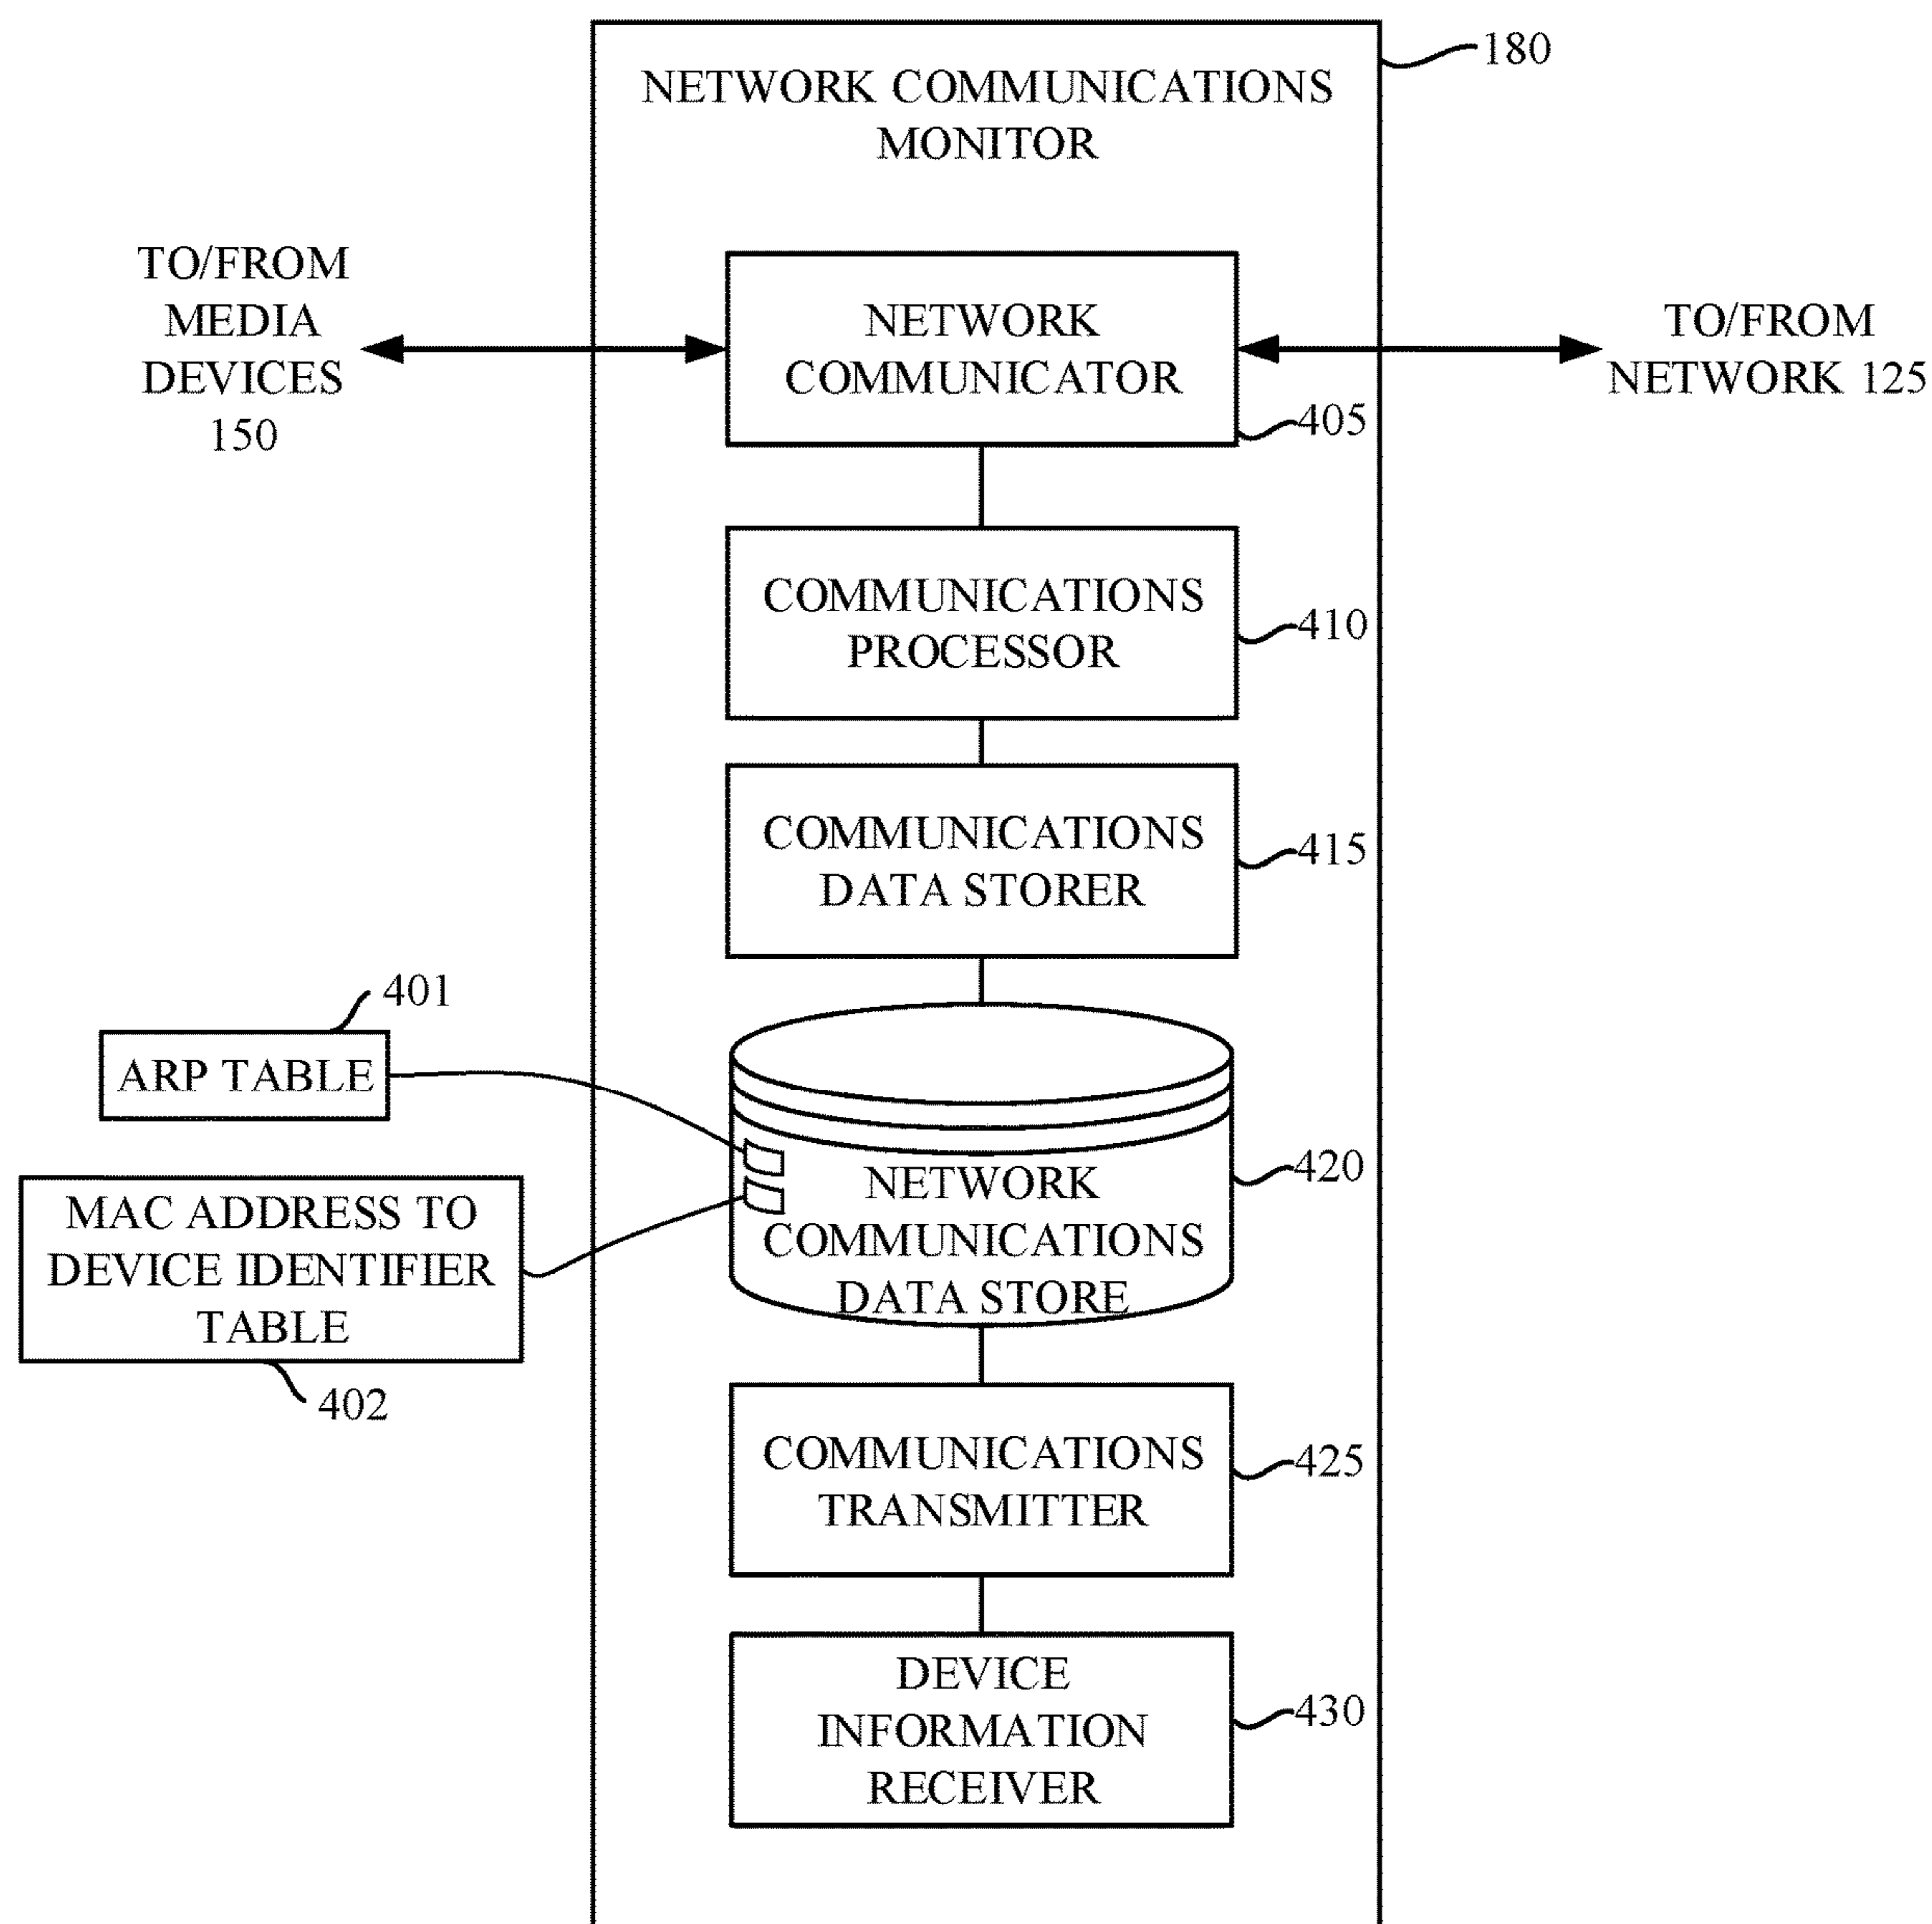 180
NETWORK COMMUNICATIONS
MONITOR
TO/FROM
MEDIA
DEVICES
150
NETWORK
COMMUNICATOR
405
TO/FROM
NETWORK 125
COMMUNICATIONS
PROCESSOR
410
COMMUNICATIONS
DATA STORER
415
401
ARP TABLE
MAC ADDRESS TO
DEVICE IDENTIFIER
TABLE
402
NETWORK
COMMUNICATIONS
DATA STORE
420
COMMUNICATIONS
TRANSMITTER
425
DEVICE
INFORMATION
RECEIVER
430